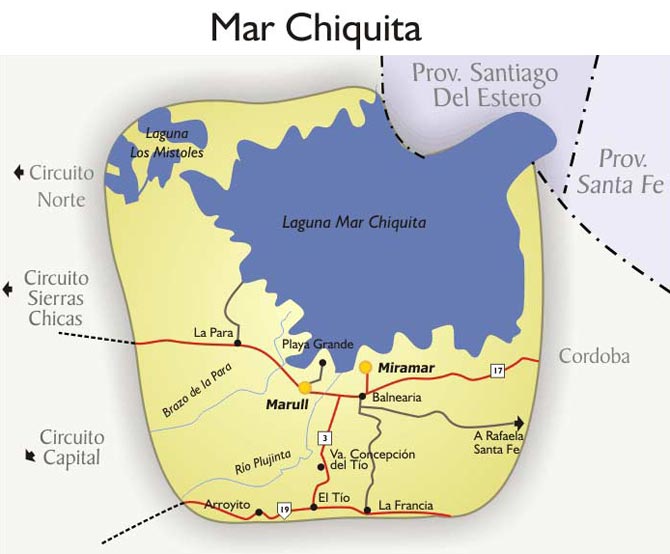 Mar Chiquita
Prov. Santiago
Del Estero
Prov.
Santa Fe
Laguna
Los Mistoles
Circuito
Norte
Laguna Mar Chiquita
Circuito
Sierras
Chicas
La Para
Playa Grande
Cordoba
Miramar
17
Brazo de la Para
Marull
Balnearia
A Rafaela
Santa Fe
Circuito
Capital
3
Va. Concepción
del Tío
Río Plujinta
Arroyito
19
El Tío
La Francia